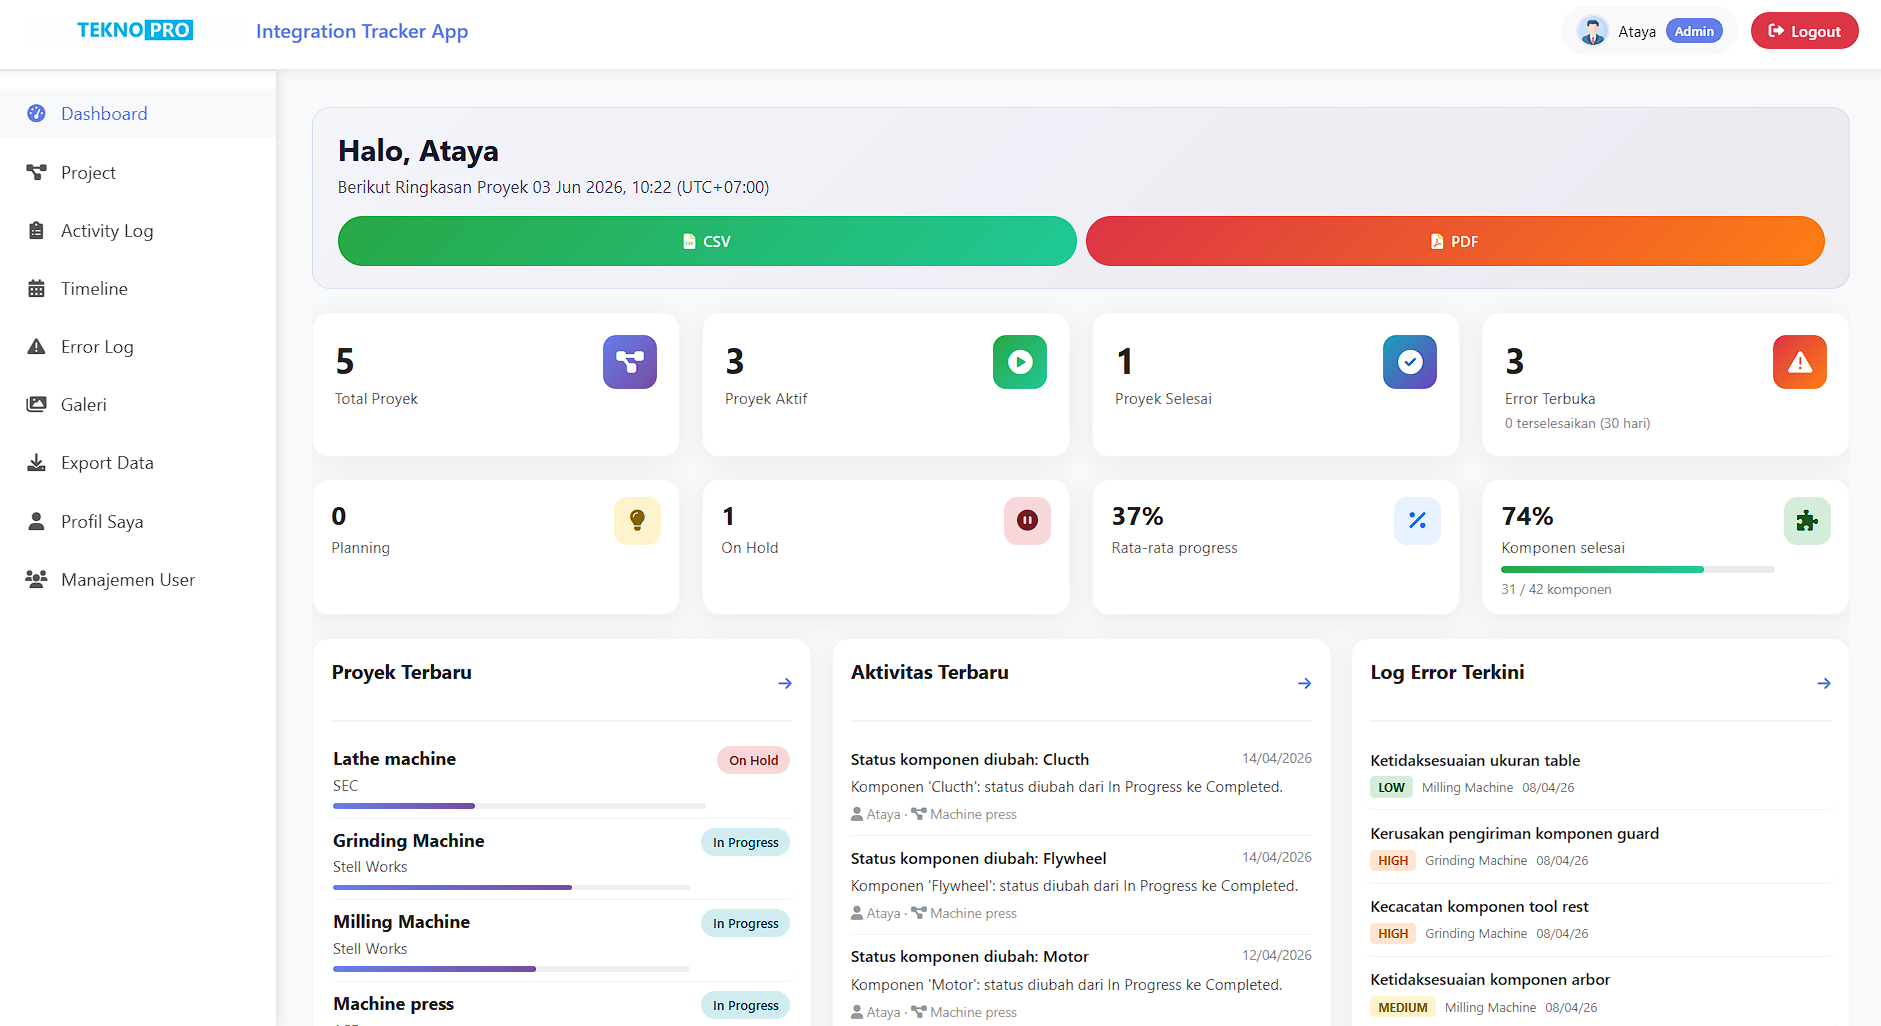 TEKNOPRO
Integration Tracker App
Ataya
Admin
Logout
Dashboard
Project
Activity Log
Timeline
Error Log
Galeri
Export Data
Profil Saya
Manajemen User
Halo, Ataya
Berikut Ringkasan Proyek 03 Jun 2026, 10:22 (UTC+07:00)
CSV
PDF
5
Total Proyek
3
Proyek Aktif
1
Proyek Selesai
3
Error Terbuka
0 terselesaikan (30 hari)
0
Planning
1
On Hold
37%
Rata-rata progress
74%
Komponen selesai
31 / 42 komponen
Proyek Terbaru
Lathe machine
On Hold
SEC
Grinding Machine
In Progress
Stell Works
Milling Machine
In Progress
Stell Works
Machine press
In Progress
Aktivitas Terbaru
Status komponen diubah: Clucth
14/04/2026
Komponen 'Clucth': status diubah dari In Progress ke Completed.
Ataya · Machine press
Status komponen diubah: Flywheel
14/04/2026
Komponen 'Flywheel': status diubah dari In Progress ke Completed.
Ataya · Machine press
Status komponen diubah: Motor
12/04/2026
Komponen 'Motor': status diubah dari In Progress ke Completed.
Ataya · Machine press
Log Error Terkini
Ketidaksesuaian ukuran table
LOW Milling Machine 08/04/26
Kerusakan pengiriman komponen guard
HIGH Grinding Machine 08/04/26
Kecacatan komponen tool rest
HIGH Grinding Machine 08/04/26
Ketidaksesuaian komponen arbor
MEDIUM Milling Machine 08/04/26